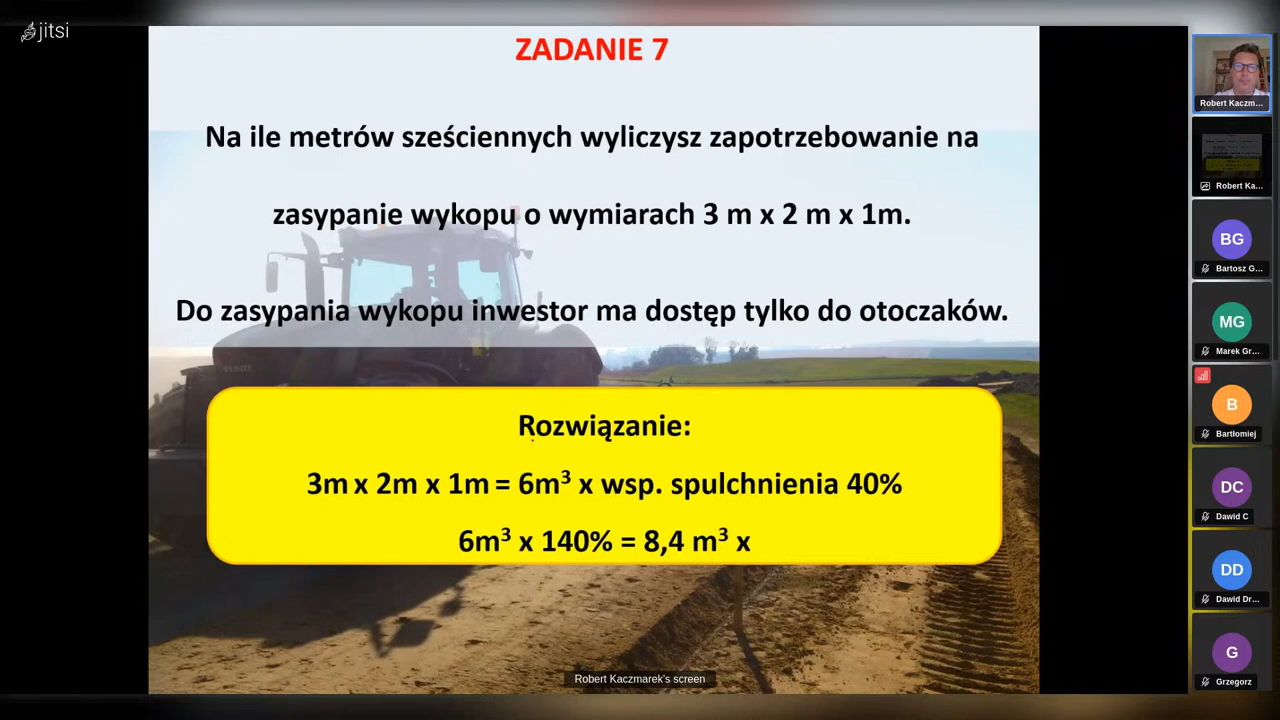 jitsi
ZADANIE 7
Na ile metrów sześciennych wyliczysz zapotrzebowanie na
zasypanie wykopu o wymiarach 3 m x 2 m x 1m.
Do zasypania wykopu inwestor ma dostęp tylko do otoczaków.
Rozwiązanie:
3m x 2m x 1m = 6m³ x wsp. spulchnienia 40%
6m³ x 140% = 8,4 m³ x
Robert Kaczmarek's screen
Robert Kaczm...
Robert Ka...
BG
Bartosz G...
MG
Marek Gr...
B
Bartłomiej
DC
Dawid C
DD
Dawid Dr...
G
Grzegorz